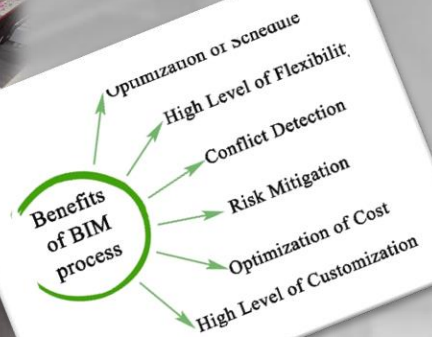 Optimization of Schedule
High Level of Flexibility
Conflict Detection
Risk Mitigation
Optimization of Cost
High Level of Customization
Benefits
of BIM
process